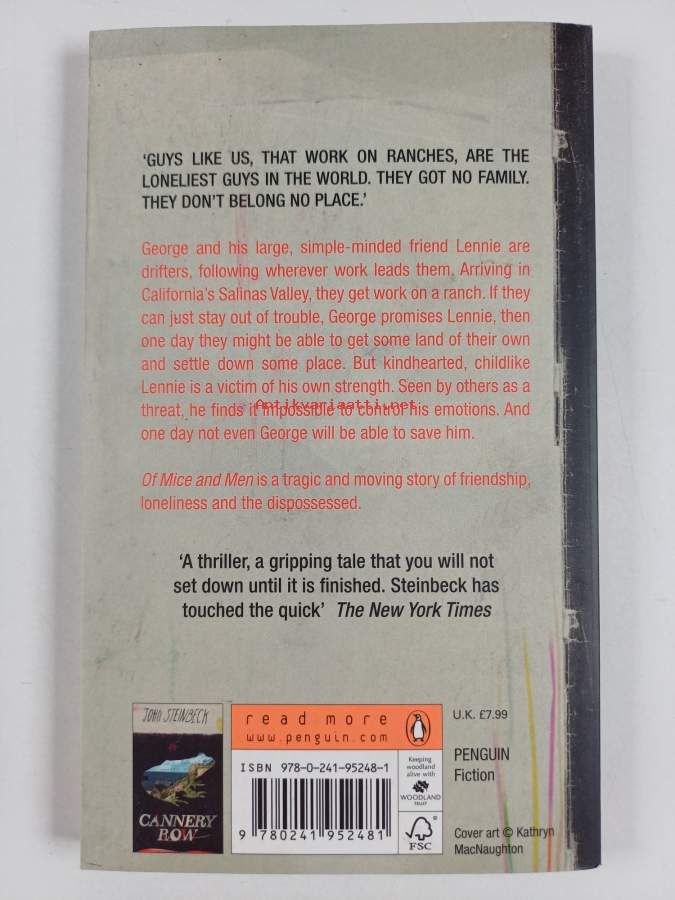 ‘GUYS LIKE US, THAT WORK ON RANCHES, ARE THE
LONELIEST GUYS IN THE WORLD. THEY GOT NO FAMILY.
THEY DON’T BELONG NO PLACE.’
George and his large, simple-minded friend Lennie are
drifters, following wherever work leads them. Arriving in
California’s Salinas Valley, they get work on a ranch. If they
can just stay out of trouble, George promises Lennie, then
one day they might be able to get some land of their own
and settle down some place. But kindhearted, childlike
Lennie is a victim of his own strength. Seen by others as a
threat, he finds it impossible to control his emotions. And
Antikvariaatti.net
one day not even George will be able to save him.
Of Mice and Men is a tragic and moving story of friendship,
loneliness and the dispossessed.
‘A thriller, a gripping tale that you will not
set down until it is finished. Steinbeck has
touched the quick’ The New York Times
JOHN STEINBECK
CANNERY
ROW
read more
www.penguin.com
ISBN 978-0-241-95248-1
9 780241 952481
Keeping
woodland
alive with
WOODLAND
TRUST
FSC
U.K. £7.99
PENGUIN
Fiction
Cover art © Kathryn
MacNaughton